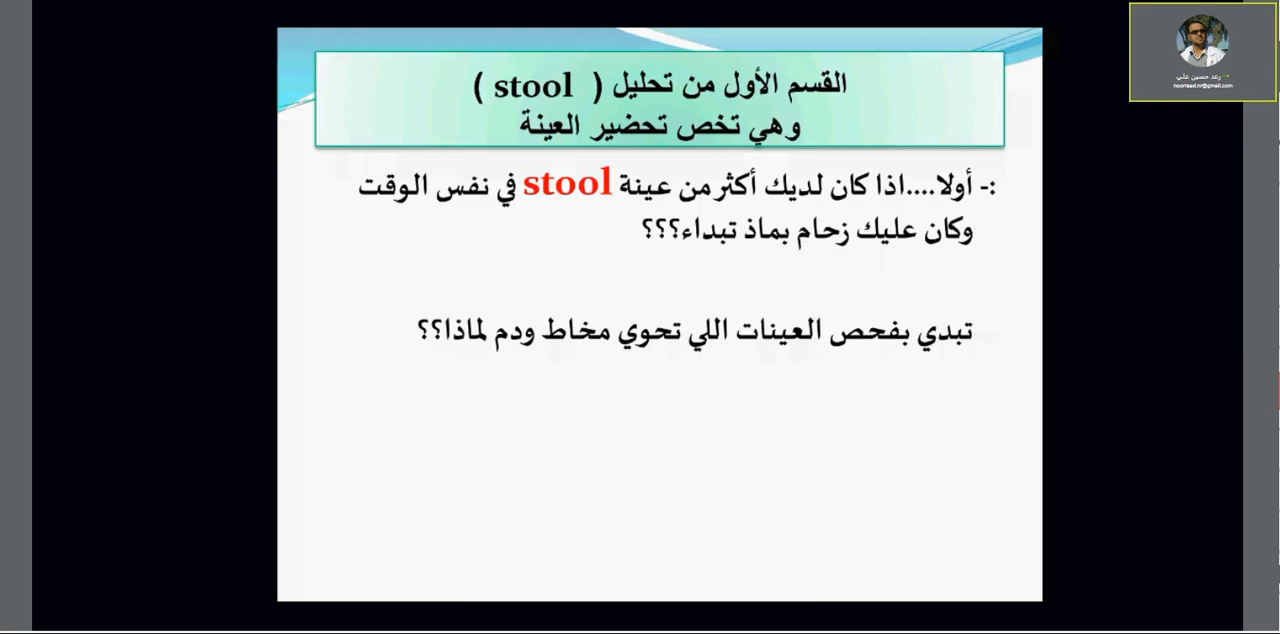 القسم الأول من تحليل ( stool )
وهي تخص تحضير العينة
:- أولا....اذا كان لديك أكثر من عينة stool في نفس الوقت
وكان عليك زحام بماذ تبداء؟؟؟
تبدي بفحص العينات اللي تحوي مخاط ودم لماذا؟؟
رعد حسين علي
noorraad.nr@gmail.com